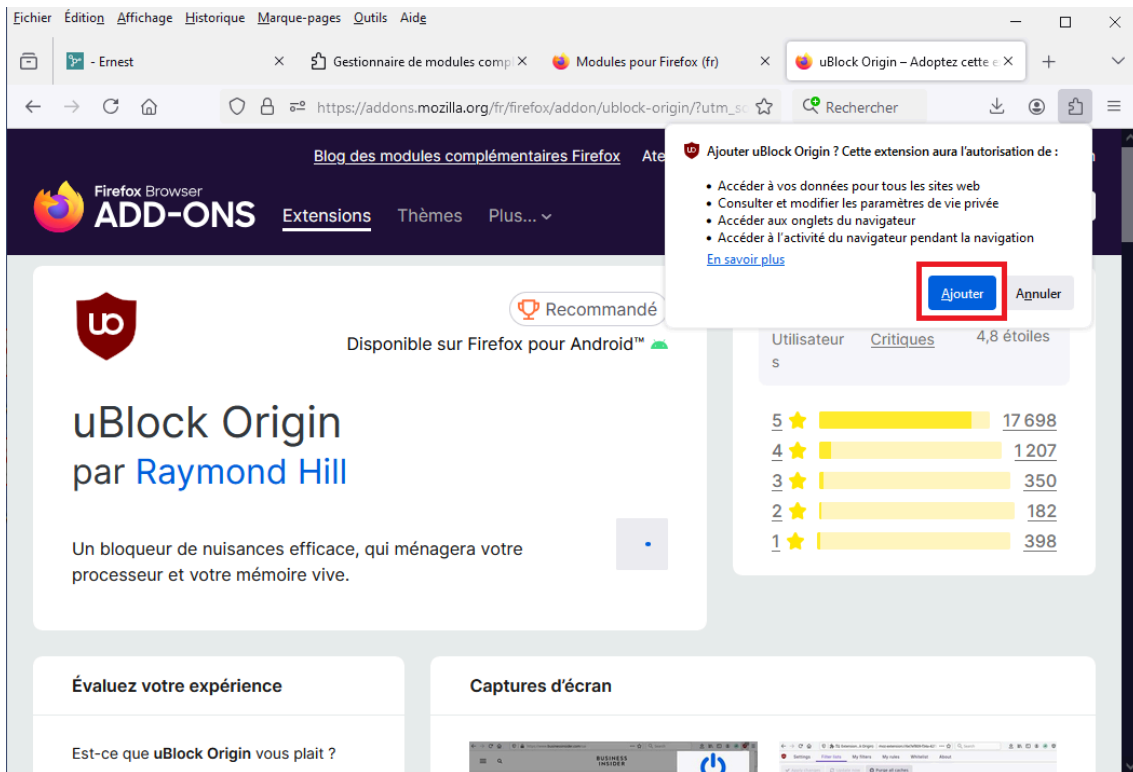 Fichier Édition Affichage Historique Marque-pages Outils Aide
- Ernest
Gestionnaire de modules compl
Modules pour Firefox (fr)
uBlock Origin – Adoptez cette e
https://addons.mozilla.org/fr/firefox/addon/ublock-origin/?utm_so
Rechercher
Blog des modules complémentaires Firefox Ate
Firefox Browser
ADD-ONS
Extensions Thèmes Plus...
Ajouter uBlock Origin ? Cette extension aura l'autorisation de :
• Accéder à vos données pour tous les sites web
• Consulter et modifier les paramètres de vie privée
• Accéder aux onglets du navigateur
• Accéder à l'activité du navigateur pendant la navigation
En savoir plus
Ajouter Annuler
uo
Recommandé
Disponible sur Firefox pour Android™
uBlock Origin
par Raymond Hill
Un bloqueur de nuisances efficace, qui ménagera votre
processeur et votre mémoire vive.
Utilisateur Critiques 4,8 étoiles
s
5 17 698
4 1 207
3 350
2 182
1 398
Évaluez votre expérience
Est-ce que uBlock Origin vous plait ?
Captures d'écran
BUSINESS
INSIDER